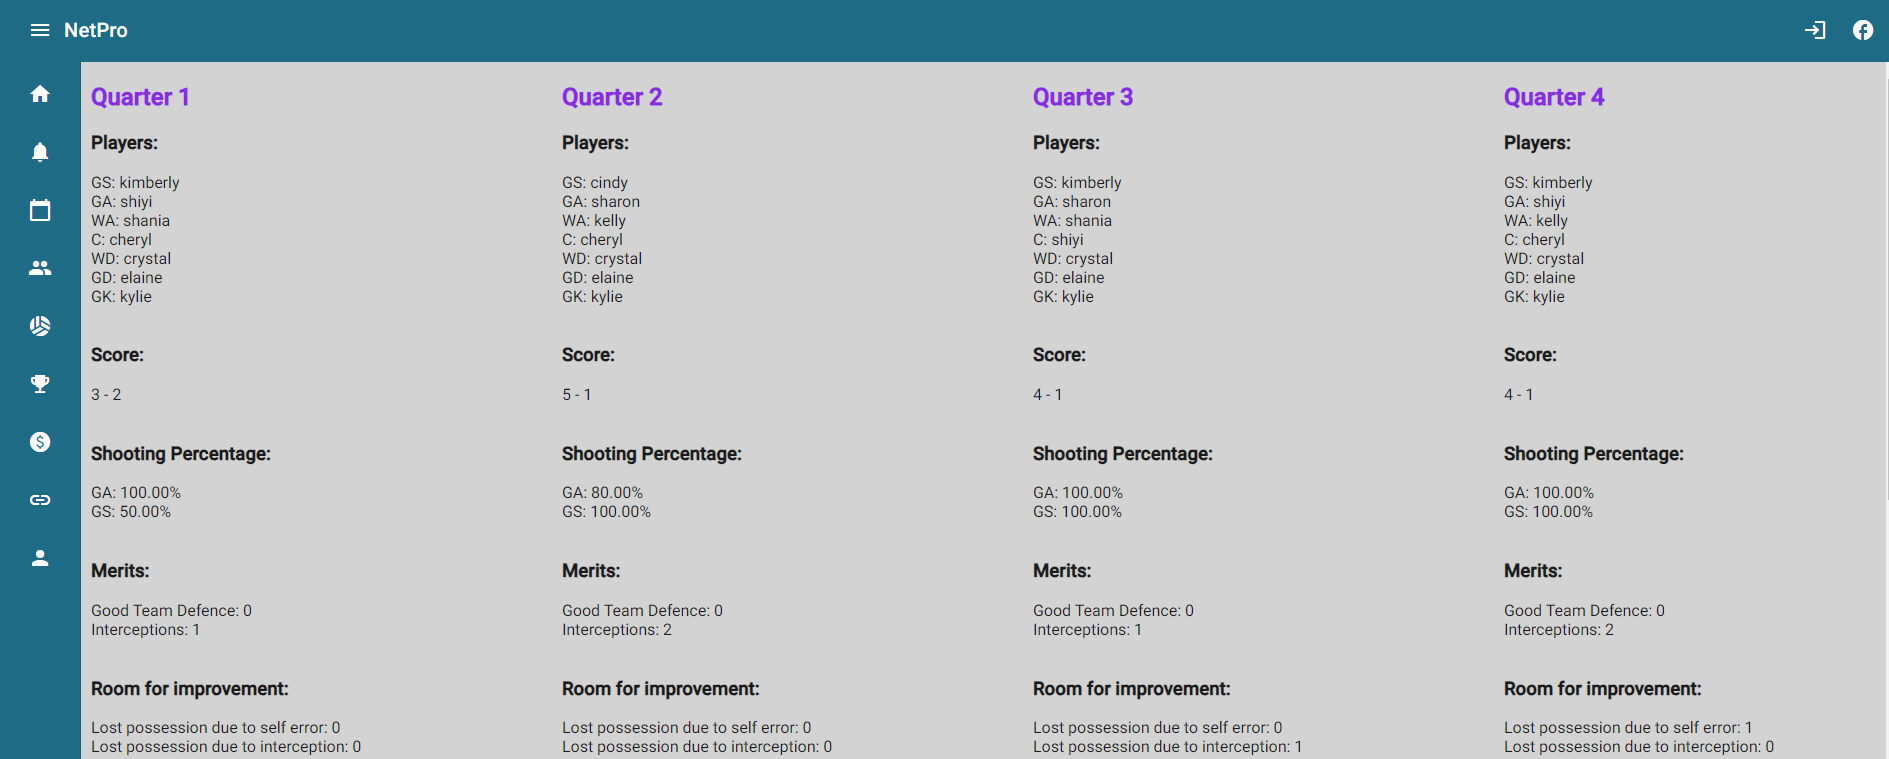 NetPro
Quarter 1
Players:
GS: kimberly
GA: shiyi
WA: shania
C: cheryl
WD: crystal
GD: elaine
GK: kylie
Score:
3 - 2
Shooting Percentage:
GA: 100.00%
GS: 50.00%
Merits:
Good Team Defence: 0
Interceptions: 1
Room for improvement:
Lost possession due to self error: 0
Lost possession due to interception: 0
Quarter 2
Players:
GS: cindy
GA: sharon
WA: kelly
C: cheryl
WD: crystal
GD: elaine
GK: kylie
Score:
5 - 1
Shooting Percentage:
GA: 80.00%
GS: 100.00%
Merits:
Good Team Defence: 0
Interceptions: 2
Room for improvement:
Lost possession due to self error: 0
Lost possession due to interception: 0
Quarter 3
Players:
GS: kimberly
GA: sharon
WA: shania
C: shiyi
WD: crystal
GD: elaine
GK: kylie
Score:
4 - 1
Shooting Percentage:
GA: 100.00%
GS: 100.00%
Merits:
Good Team Defence: 0
Interceptions: 1
Room for improvement:
Lost possession due to self error: 0
Lost possession due to interception: 1
Quarter 4
Players:
GS: kimberly
GA: shiyi
WA: kelly
C: cheryl
WD: crystal
GD: elaine
GK: kylie
Score:
4 - 1
Shooting Percentage:
GA: 100.00%
GS: 100.00%
Merits:
Good Team Defence: 0
Interceptions: 2
Room for improvement:
Lost possession due to self error: 1
Lost possession due to interception: 0